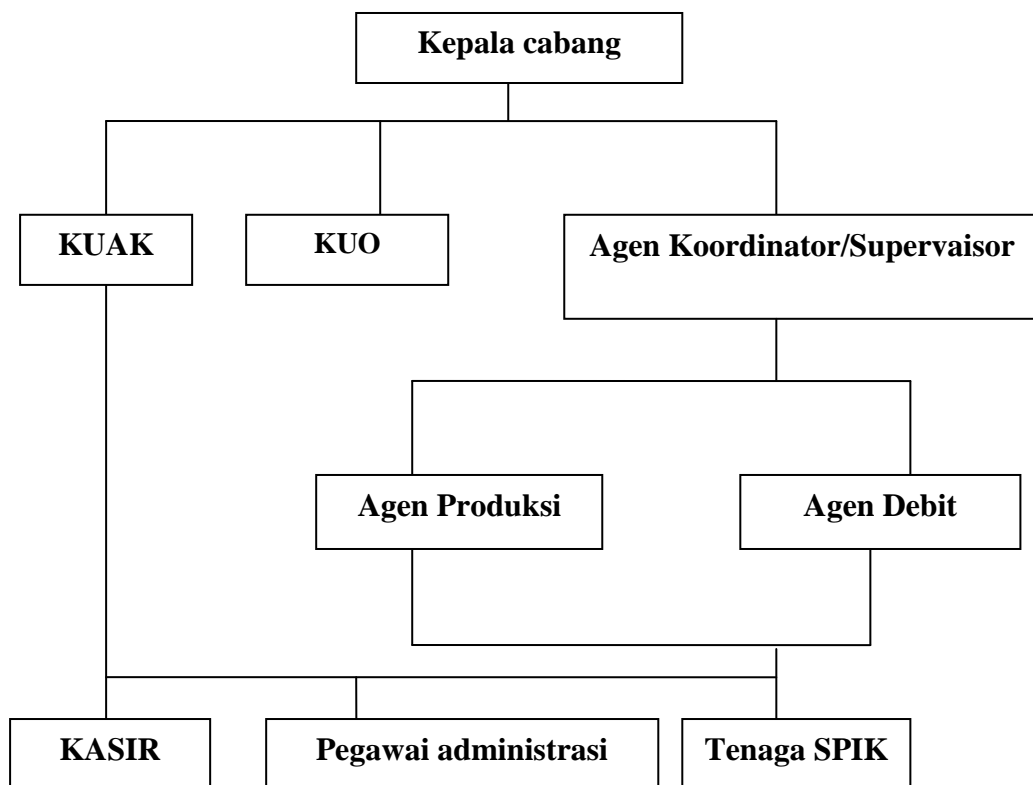 Kepala cabang
KUAK
KUO
Agen Koordinator/Supervaisor
Agen Produksi
Agen Debit
KASIR
Pegawai administrasi
Tenaga SPIK